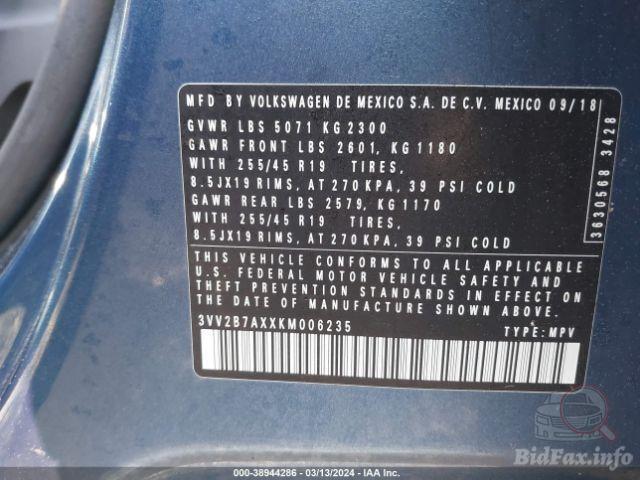 MFD BY VOLKSWAGEN DE MEXICO S.A. DE C.V. MEXICO 09/18
GVWR LBS 5071 KG 2300
GAWR FRONT LBS 2601, KG 1180
WITH 255/45 R19 TIRES,
8.5JX19 RIMS, AT 270 KPA, 39 PSI COLD
GAWR REAR LBS 2579, KG 1170
WITH 255/45 R19 TIRES,
8.5JX19 RIMS, AT 270 KPA, 39 PSI COLD
THIS VEHICLE CONFORMS TO ALL APPLICABLE
U.S. FEDERAL MOTOR VEHICLE SAFETY AND
THEFT PREVENTION STANDARDS IN EFFECT ON
THE DATE OF MANUFACTURE SHOWN ABOVE.
3VV2B7AXXKM006235 TYPE: MPV
3630568 3428
BidFax.info
000-38944286 - 03/13/2024 - IAA Inc.